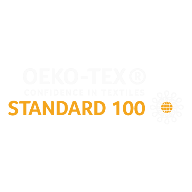 OEKO-TEX®
CONFIDENCE IN TEXTILES
STANDARD 100